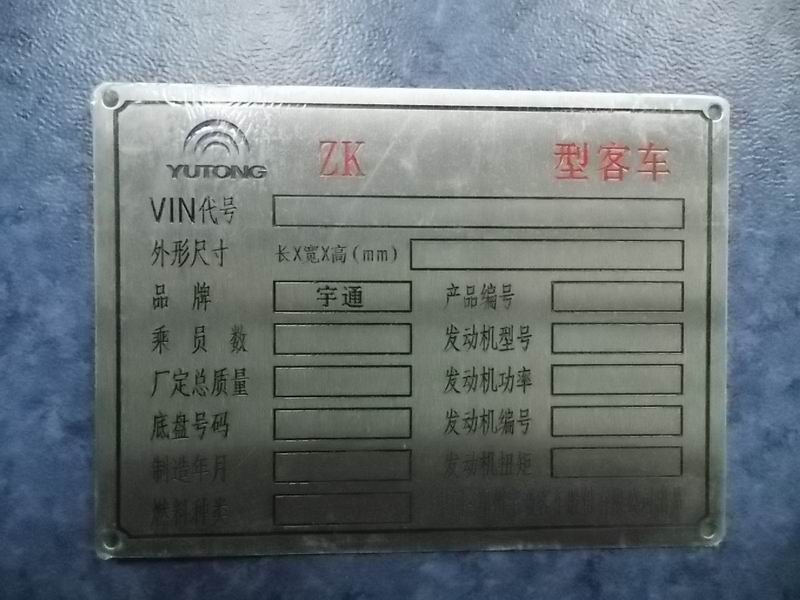 YUTONG ZK 型客车
VIN代号
外形尺寸 长X宽X高(mm)
品牌 宇通 产品编号
乘员数 发动机型号
厂定总质量 发动机功率
底盘号码 发动机编号
制造年月 发动机扭矩
燃料种类